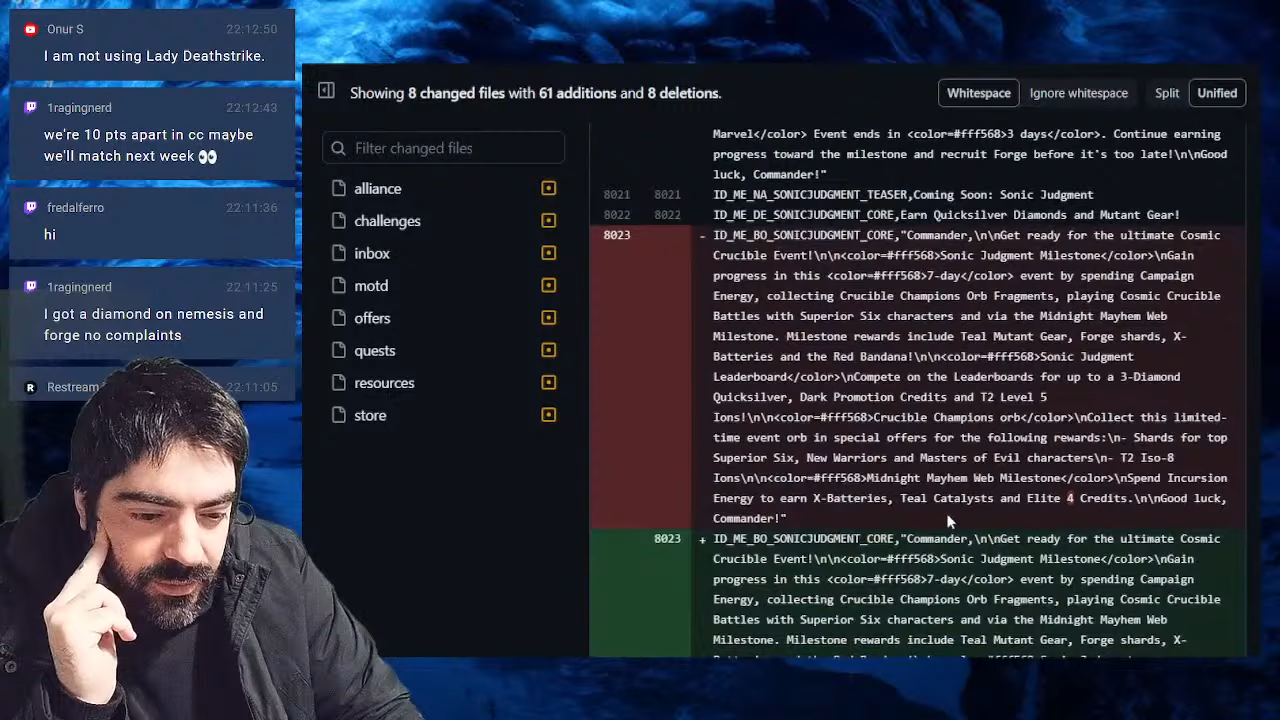 Onur S 22:12:50
I am not using Lady Deathstrike.
1ragingnerd 22:12:43
we're 10 pts apart in cc maybe
we'll match next week 👀
fredalferro 22:11:36
hi
1ragingnerd 22:11:25
I got a diamond on nemesis and
forge no complaints
R Restream 22:11:05
Showing 8 changed files with 61 additions and 8 deletions.
Whitespace Ignore whitespace Split Unified
Filter changed files
alliance
challenges
inbox
motd
offers
quests
resources
store
Marvel</color> Event ends in <color=#fff568>3 days</color>. Continue earning
progress toward the milestone and recruit Forge before it's too late!\n\nGood
luck, Commander!"
8021 8021 ID_ME_NA_SONICJUDGMENT_TEASER,Coming Soon: Sonic Judgment
8022 8022 ID_ME_DE_SONICJUDGMENT_CORE,Earn Quicksilver Diamonds and Mutant Gear!
8023 - ID_ME_BO_SONICJUDGMENT_CORE,"Commander,\n\nGet ready for the ultimate Cosmic
Crucible Event!\n\n<color=#fff568>Sonic Judgment Milestone</color>\nGain
progress in this <color=#fff568>7-day</color> event by spending Campaign
Energy, collecting Crucible Champions Orb Fragments, playing Cosmic Crucible
Battles with Superior Six characters and via the Midnight Mayhem Web
Milestone. Milestone rewards include Teal Mutant Gear, Forge shards, X-
Batteries and the Red Bandana!\n\n<color=#fff568>Sonic Judgment
Leaderboard</color>\nCompete on the Leaderboards for up to a 3-Diamond
Quicksilver, Dark Promotion Credits and T2 Level 5
Ions!\n\n<color=#fff568>Crucible Champions orb</color>\nCollect this limited-
time event orb in special offers for the following rewards:\n- Shards for top
Superior Six, New Warriors and Masters of Evil characters\n- T2 Iso-8
Ions\n\n<color=#fff568>Midnight Mayhem Web Milestone</color>\nSpend Incursion
Energy to earn X-Batteries, Teal Catalysts and Elite 4 Credits.\n\nGood luck,
Commander!"
8023 + ID_ME_BO_SONICJUDGMENT_CORE,"Commander,\n\nGet ready for the ultimate Cosmic
Crucible Event!\n\n<color=#fff568>Sonic Judgment Milestone</color>\nGain
progress in this <color=#fff568>7-day</color> event by spending Campaign
Energy, collecting Crucible Champions Orb Fragments, playing Cosmic Crucible
Battles with Superior Six characters and via the Midnight Mayhem Web
Milestone. Milestone rewards include Teal Mutant Gear, Forge shards, X-